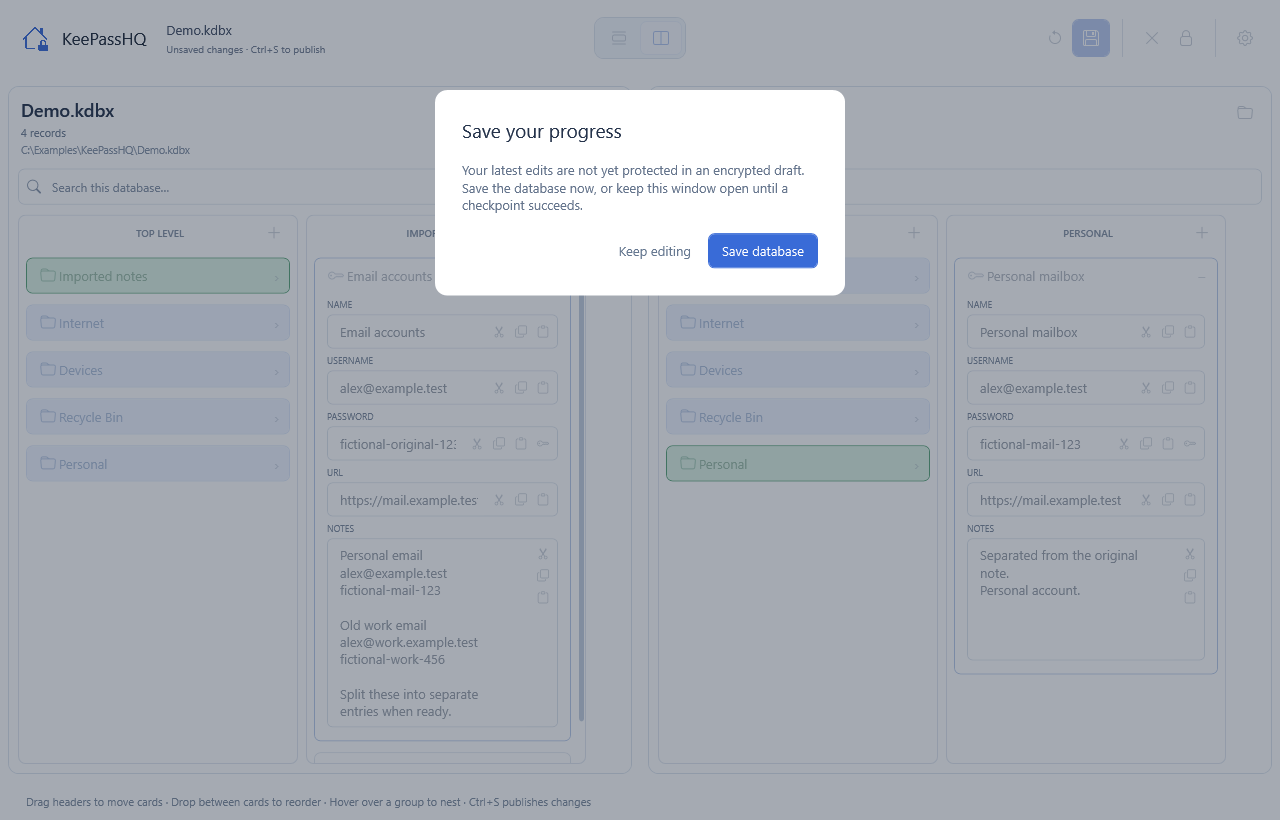 KeePassHQ
Demo.kdbx
Unsaved changes · Ctrl+S to publish
Demo.kdbx
4 records
C:\Examples\KeePassHQ\Demo.kdbx
Search this database...
Save your progress
Your latest edits are not yet protected in an encrypted draft.
Save the database now, or keep this window open until a
checkpoint succeeds.
Keep editing
Save database
TOP LEVEL
Imported notes
Internet
Devices
Recycle Bin
Personal
Email accounts
NAME
Email accounts
USERNAME
alex@example.test
PASSWORD
fictional-original-123
URL
https://mail.example.tes
NOTES
Personal email
alex@example.test
fictional-mail-123
Old work email
alex@work.example.test
fictional-work-456
Split these into separate
entries when ready.
Internet
Devices
Recycle Bin
Personal
PERSONAL
Personal mailbox
NAME
Personal mailbox
USERNAME
alex@example.test
PASSWORD
fictional-mail-123
URL
https://mail.example.test
NOTES
Separated from the original
note.
Personal account.
Drag headers to move cards · Drop between cards to reorder · Hover over a group to nest · Ctrl+S publishes changes